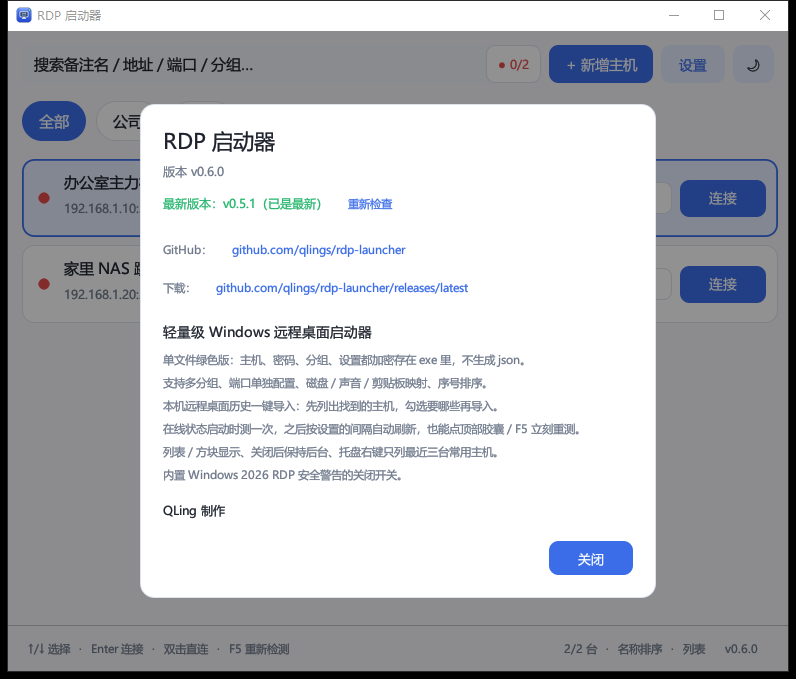 RDP 启动器
搜索备注名 / 地址 / 端口 / 分组...
0/2
+ 新增主机
设置
全部
公司
办公室主力
192.168.1.10:
连接
家里 NAS
192.168.1.20:
连接
RDP 启动器
版本 v0.6.0
最新版本：v0.5.1（已是最新） 重新检查
GitHub： github.com/qlings/rdp-launcher
下载： github.com/qlings/rdp-launcher/releases/latest
轻量级 Windows 远程桌面启动器
单文件绿色版：主机、密码、分组、设置都加密存在 exe 里，不生成 json。
支持多分组、端口单独配置、磁盘 / 声音 / 剪贴板映射、序号排序。
本机远程桌面历史一键导入：先列出找到的主机，勾选要哪些再导入。
在线状态启动时测一次，之后按设置的间隔自动刷新，也能点顶部胶囊 / F5 立刻重测。
列表 / 方块显示、关闭后保持后台、托盘右键只列最近三台常用主机。
内置 Windows 2026 RDP 安全警告的关闭开关。
QLing 制作
关闭
↑/↓ 选择 · Enter 连接 · 双击直连 · F5 重新检测
2/2 台 · 名称排序 · 列表 v0.6.0